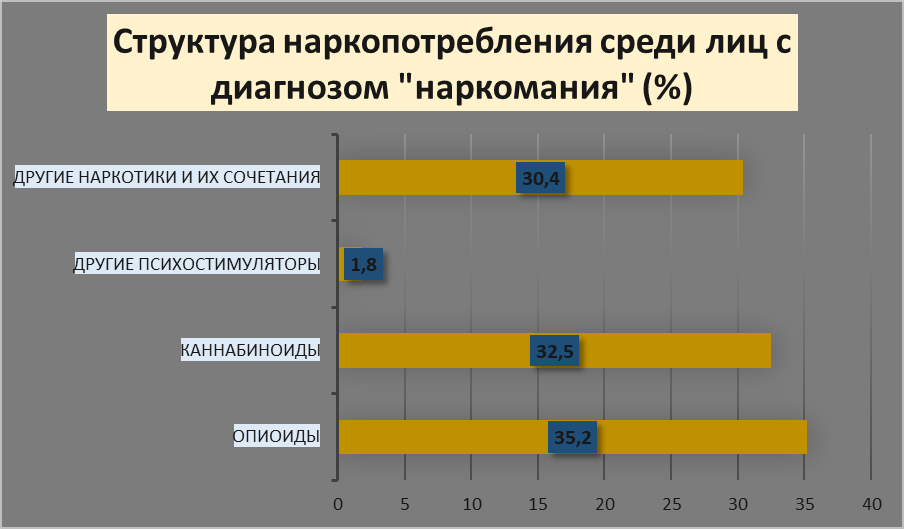 Структура наркопотребления среди лиц с
диагнозом "наркомания" (%)
ДРУГИЕ НАРКОТИКИ И ИХ СОЧЕТАНИЯ
30,4
ДРУГИЕ ПСИХОСТИМУЛЯТОРЫ
1,8
КАННАБИНОИДЫ
32,5
ОПИОИДЫ
35,2
0 5 10 15 20 25 30 35 40